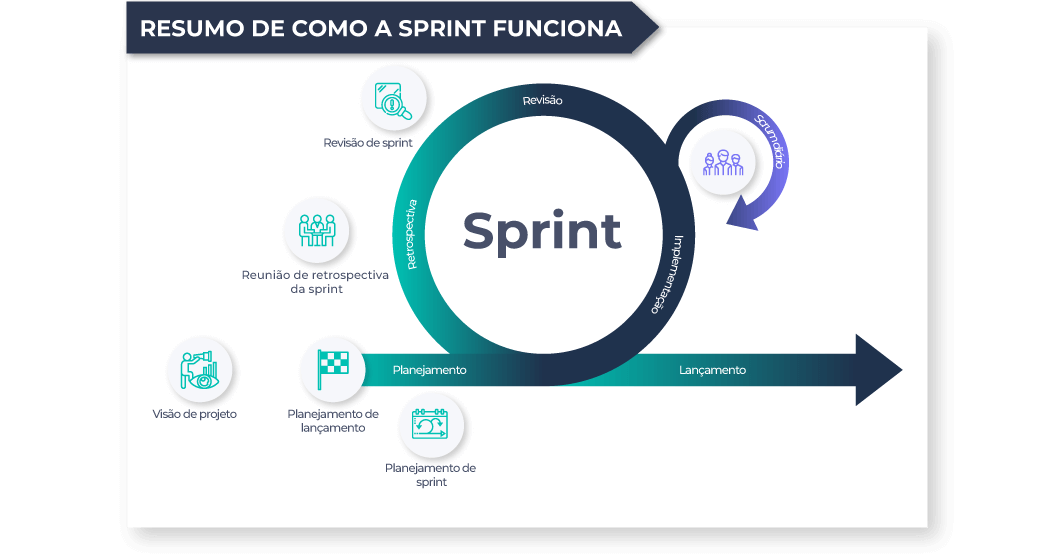 RESUMO DE COMO A SPRINT FUNCIONA
Revisão
Scrum diário
Revisão de sprint
Retrospectiva
Sprint
Implementação
Reunião de retrospectiva
da sprint
Planejamento
Lançamento
Visão de projeto
Planejamento de
lançamento
Planejamento de
sprint